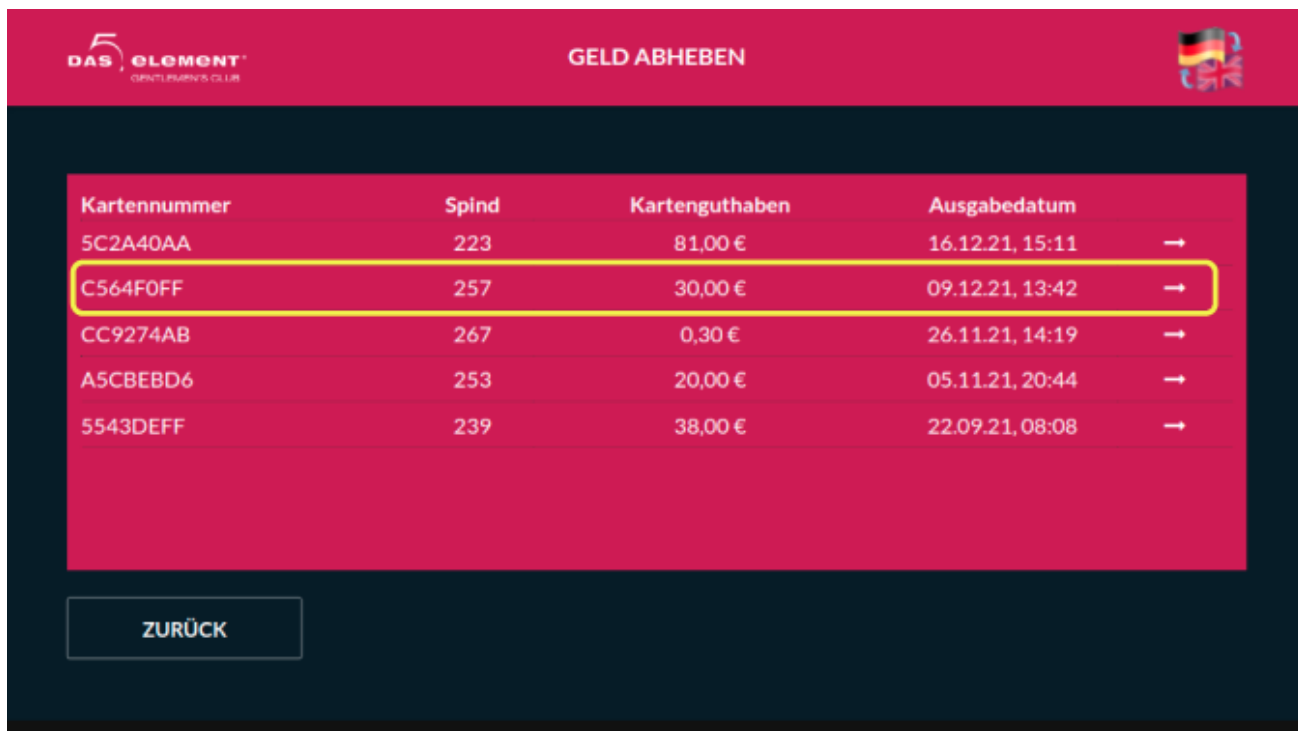 5
DAS element
GENTLEMEN'S CLUB
GELD ABHEBEN
Kartennummer Spind Kartenguthaben Ausgabedatum
5C2A40AA 223 81,00 € 16.12.21, 15:11 →
C564F0FF 257 30,00 € 09.12.21, 13:42 →
CC9274AB 267 0,30 € 26.11.21, 14:19 →
A5CBEBD6 253 20,00 € 05.11.21, 20:44 →
5543DEFF 239 38,00 € 22.09.21, 08:08 →
ZURÜCK